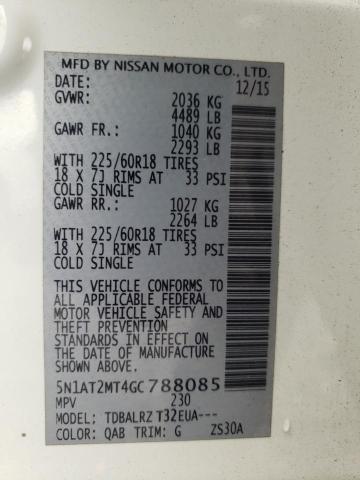 MFD BY NISSAN MOTOR CO., LTD.
DATE: 12/15
GVWR: 2036 KG
4489 LB
GAWR FR.: 1040 KG
2293 LB
WITH 225/60R18 TIRES
18 X 7J RIMS AT 33 PSI
COLD SINGLE
GAWR RR.: 1027 KG
2264 LB
WITH 225/60R18 TIRES
18 X 7J RIMS AT 33 PSI
COLD SINGLE
THIS VEHICLE CONFORMS TO
ALL APPLICABLE FEDERAL
MOTOR VEHICLE SAFETY AND
THEFT PREVENTION
STANDARDS IN EFFECT ON
THE DATE OF MANUFACTURE
SHOWN ABOVE.
5N1AT2MT4GC788085
MPV 230
MODEL: TDBALRZ T32EUA---
COLOR: QAB TRIM: G ZS30A